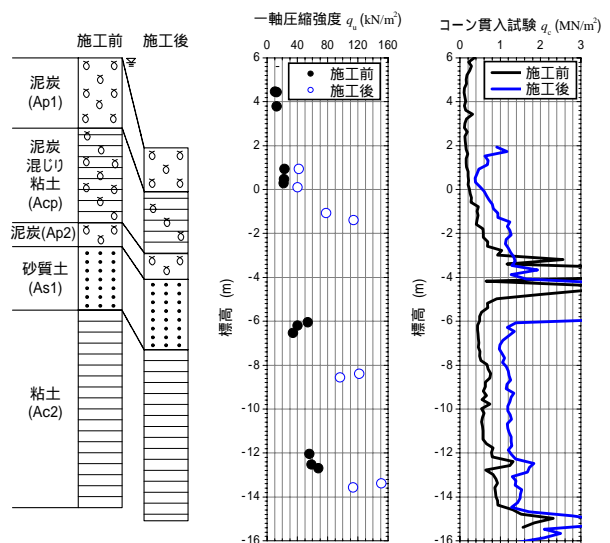 施工前 施工後
泥炭
(Ap1)
泥炭
混じり
粘土
(Acp)
泥炭(Ap2)
砂質土
(As1)
粘土
(Ac2)
一軸圧縮強度 qu (kN/m²)
0 40 80 120 160
施工前
施工後
6
4
2
0
-2
-4
-6
-8
-10
-12
-14
-16
標高 (m)
コーン貫入試験 qc (MN/m²)
0 1 2 3
施工前
施工後
6
4
2
0
-2
-4
-6
-8
-10
-12
-14
-16
標高 (m)